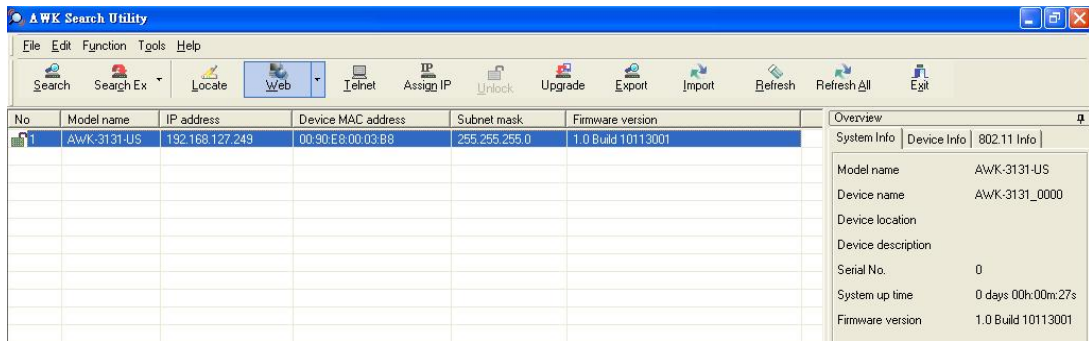 AWK Search Utility
File Edit Function Tools Help
Search Search Ex Locate Web Telnet IP Assign IP Unlock Upgrade Export Import Refresh Refresh All Exit
No Model name IP address Device MAC address Subnet mask Firmware version
1 AWK-3131-US 192.168.127.249 00:90:E8:00:03:B8 255.255.255.0 1.0 Build 10113001
Overview
System Info Device Info 802.11 Info
Model name AWK-3131-US
Device name AWK-3131_0000
Device location
Device description
Serial No. 0
System up time 0 days 00h:00m:27s
Firmware version 1.0 Build 10113001